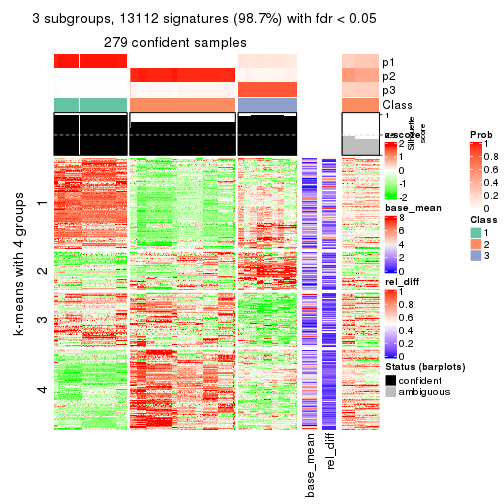 3 subgroups, 13112 signatures (98.7%) with fdr < 0.05
279 confident samples
p1
p2
p3
Class
1
Silhouette
score
k-means with 4 groups
1
2
3
4
base_mean
rel_diff
z-score
2
1
0
-1
-2
base_mean
8
6
4
2
0
rel_diff
1
0.8
0.6
0.4
0.2
0
Status (barplots)
confident
ambiguous
Prob
1
0.8
0.6
0.4
0.2
0
Class
1
2
3